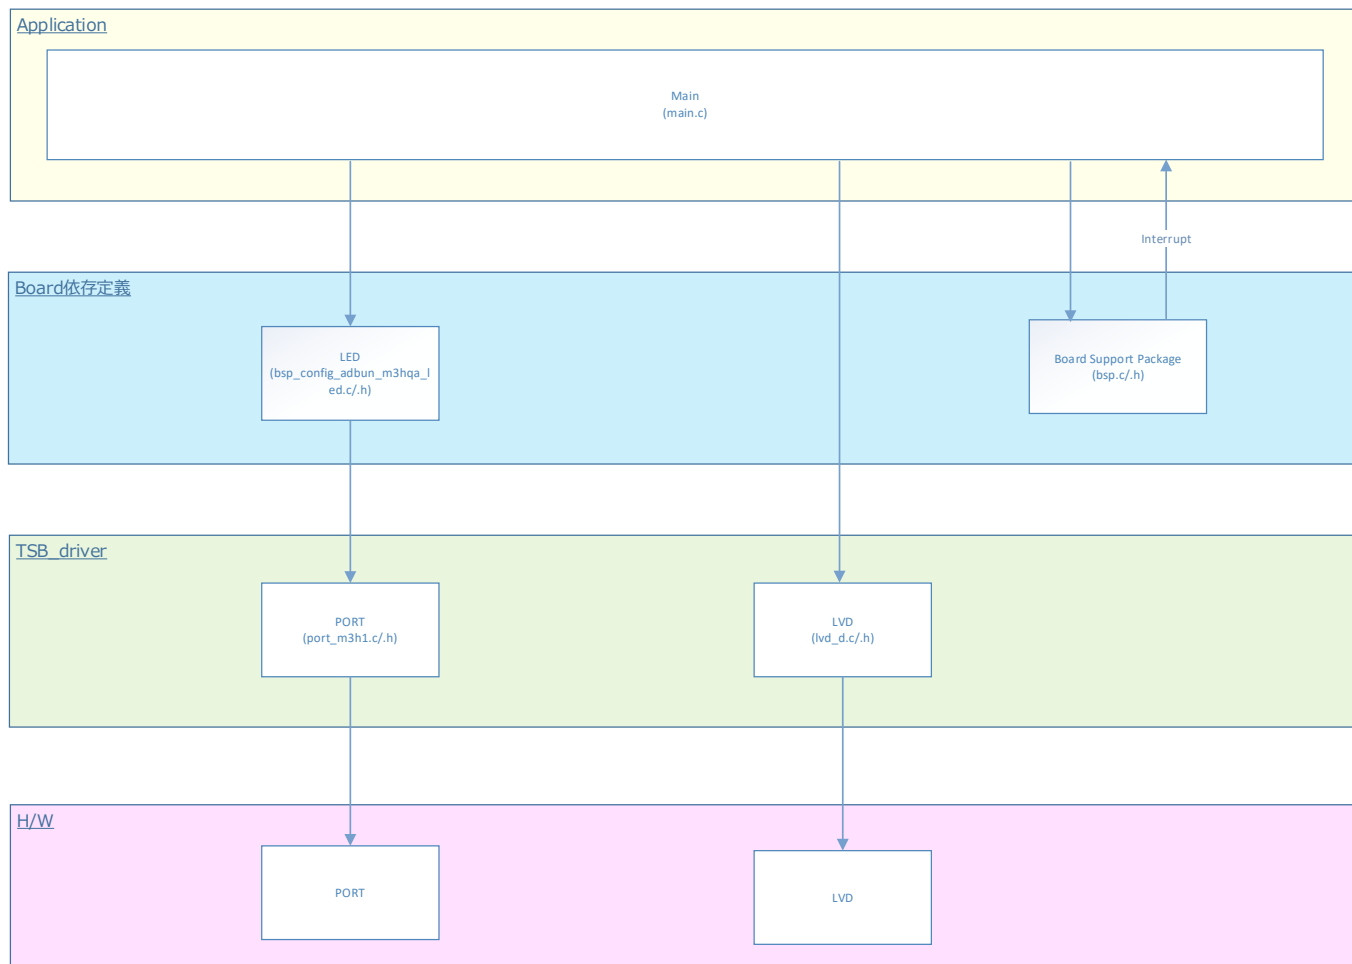 Application
Main
(main.c)
Interrupt
Board依存定義
LED
(bsp_config_adbun_m3hqa_l
ed.c/.h)
Board Support Package
(bsp.c/.h)
TSB_driver
PORT
(port_m3h1.c/.h)
LVD
(lvd_d.c/.h)
H/W
PORT
LVD